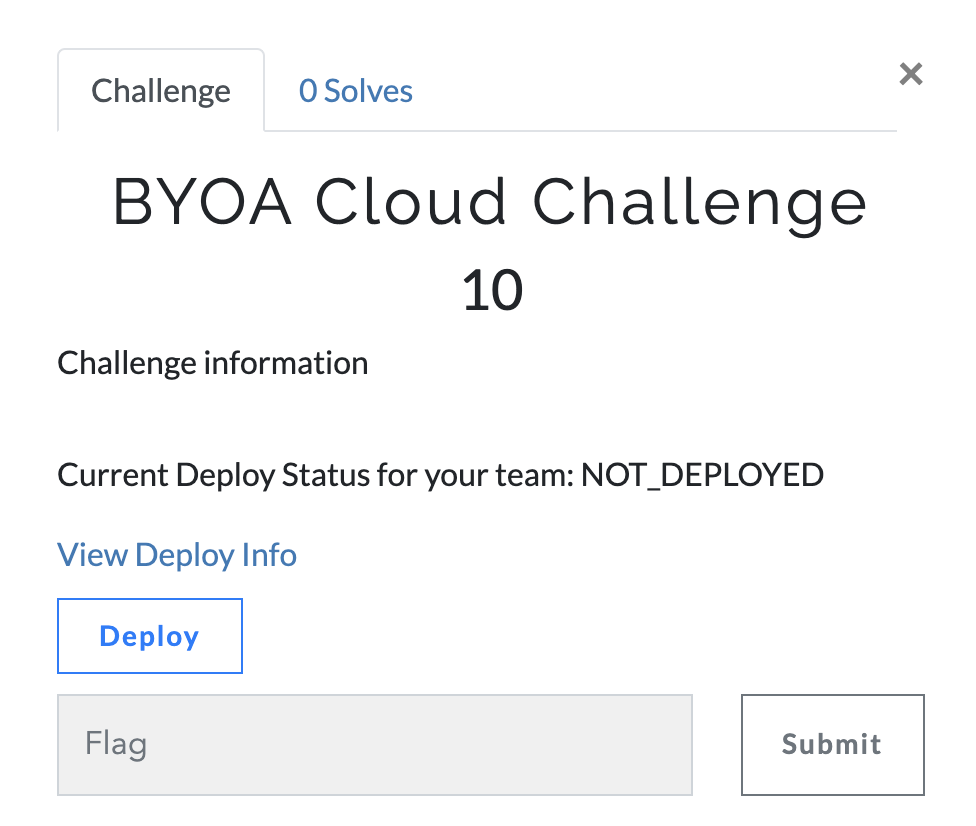 Challenge
0 Solves
×
BYOA Cloud Challenge
10
Challenge information
Current Deploy Status for your team: NOT_DEPLOYED
View Deploy Info
Deploy
Flag
Submit